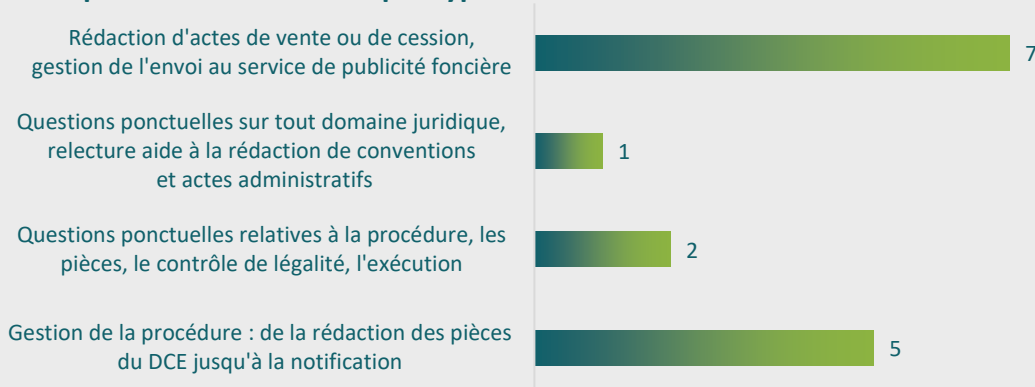 Rédaction d'actes de vente ou de cession,
gestion de l'envoi au service de publicité foncière
7
Questions ponctuelles sur tout domaine juridique,
relecture aide à la rédaction de conventions
et actes administratifs
1
Questions ponctuelles relatives à la procédure, les
pièces, le contrôle de légalité, l'exécution
2
Gestion de la procédure : de la rédaction des pièces
du DCE jusqu'à la notification
5